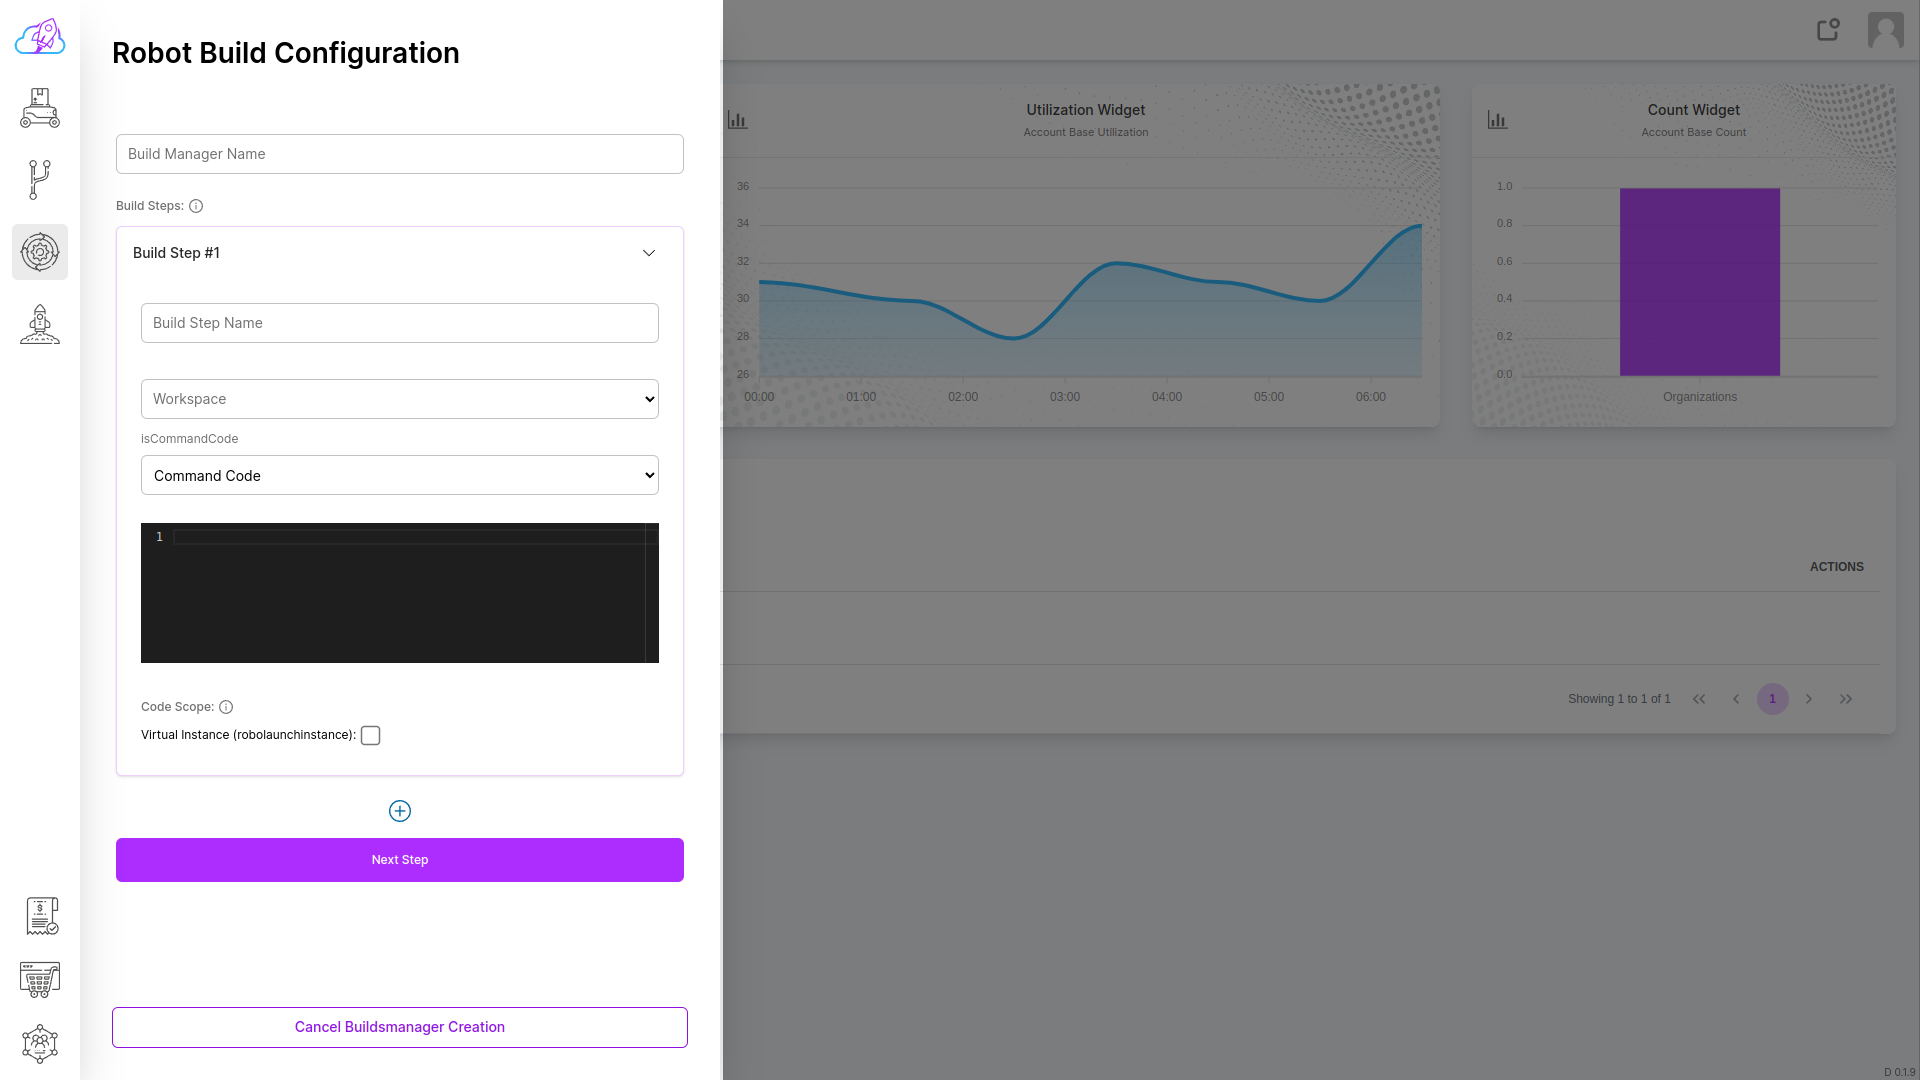 Robot Build Configuration
Build Manager Name
Build Steps:
Build Step #1
Build Step Name
Workspace
isCommandCode
Command Code
1
Code Scope:
Virtual Instance (robolaunchinstance):
Next Step
Cancel Buildsmanager Creation
Utilization Widget
Account Base Utilization
36
34
32
30
28
26
00:00 01:00 02:00 03:00 04:00 05:00 06:00
Count Widget
Account Base Count
1.0
0.8
0.6
0.4
0.2
0.0
Organizations
ACTIONS
Showing 1 to 1 of 1
1
D 0.1.9